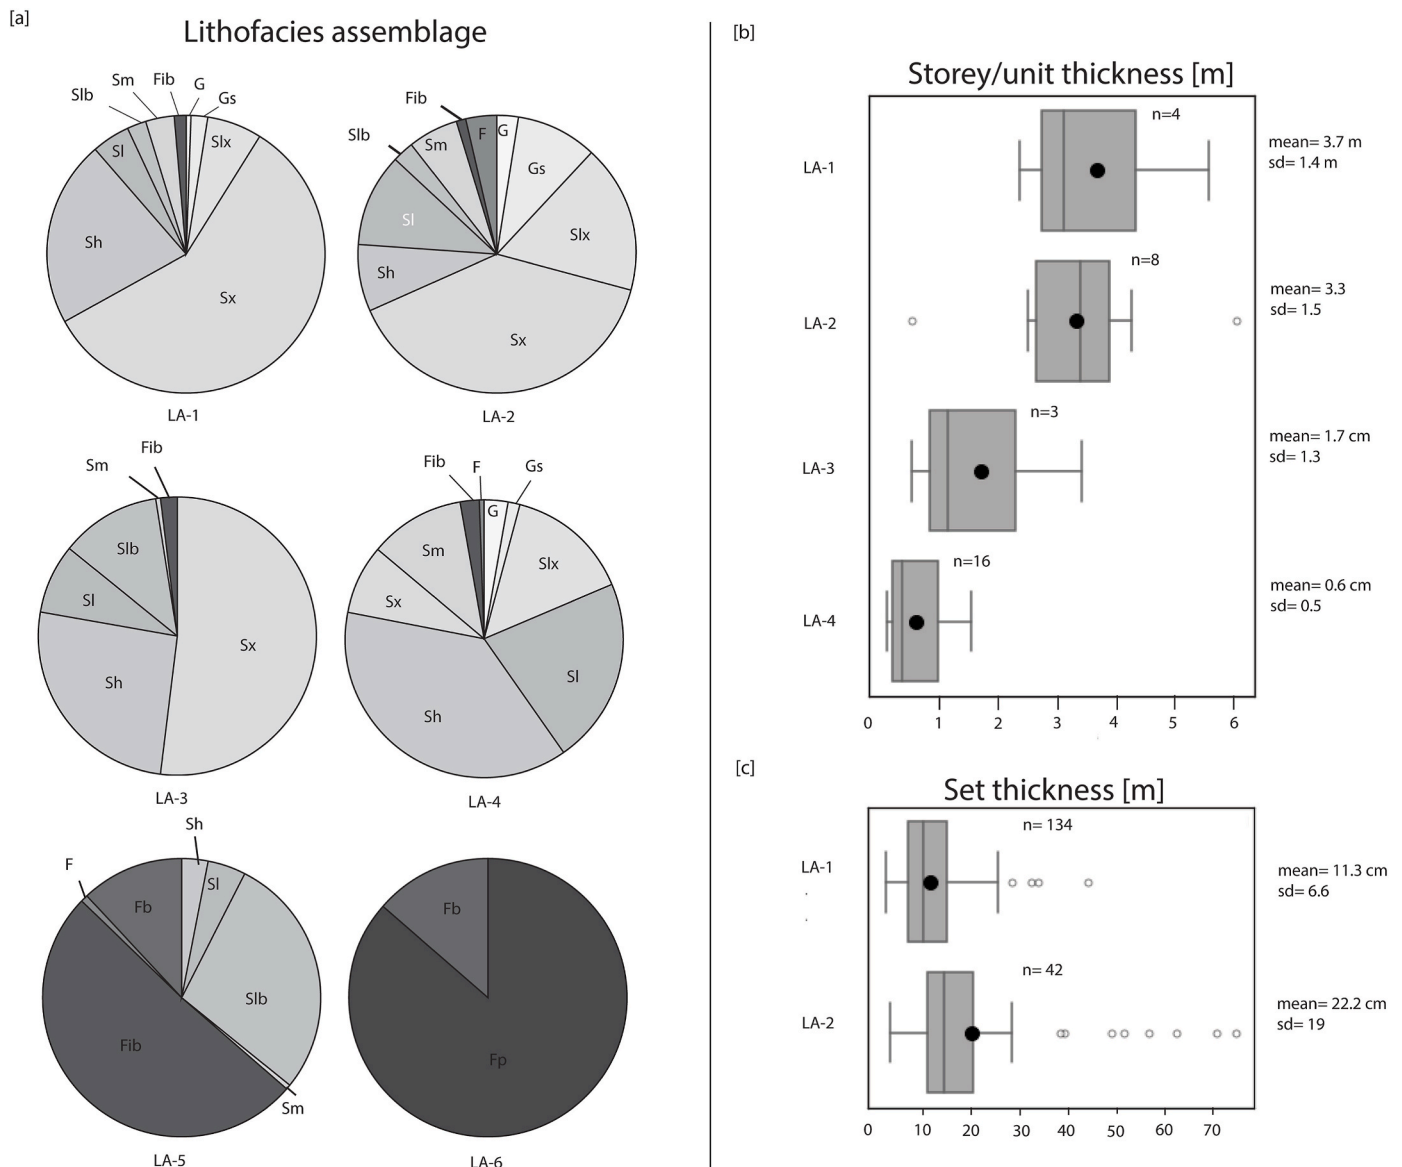 [a]
Lithofacies assemblage
Slb Sm Fib G Gs
Sl Slx
Sh
Sx
LA-1
Fib
Slb Sm F G
Gs
Sl Slx
Sh
Sx
LA-2
Sm Fib
Slb
Sl
Sx
Sh
LA-3
Fib F Gs
G
Sm Slx
Sx
Sl
Sh
LA-4
Sh
F Sl
Fb
Slb
Fib
Sm
LA-5
Fb
Fp
LA-6
[b]
Storey/unit thickness [m]
n=4
LA-1
mean= 3.7 m
sd= 1.4 m
n=8
LA-2
mean= 3.3
sd= 1.5
n=3
LA-3
mean= 1.7 cm
sd= 1.3
n=16
LA-4
mean= 0.6 cm
sd= 0.5
0 1 2 3 4 5 6
[c]
Set thickness [m]
n= 134
LA-1
mean= 11.3 cm
sd= 6.6
n= 42
LA-2
mean= 22.2 cm
sd= 19
0 10 20 30 40 50 60 70